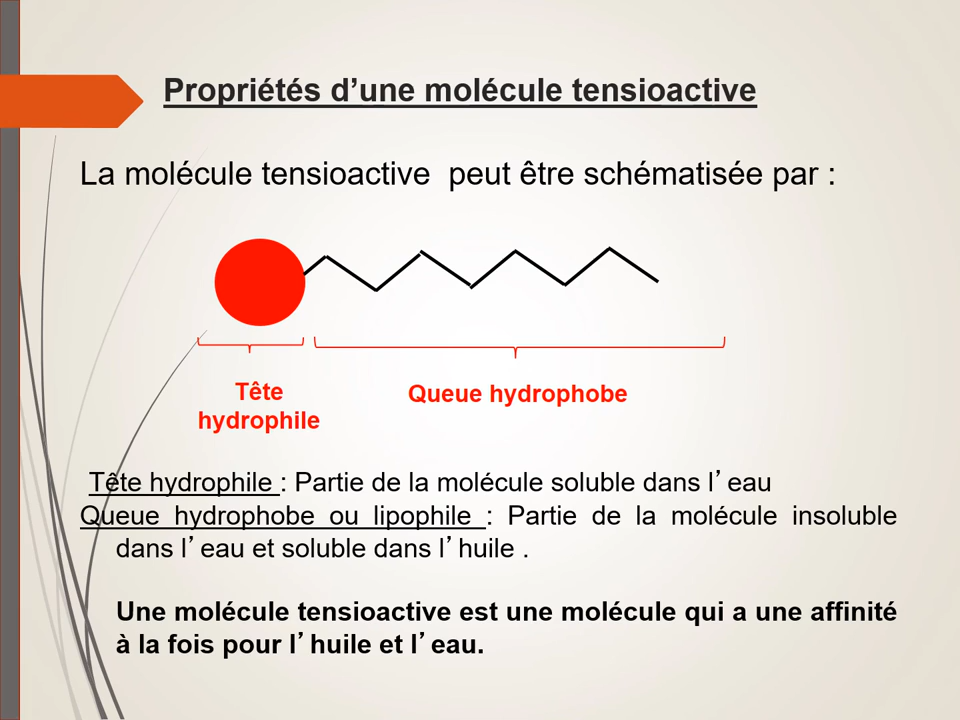 Propriétés d’une molécule tensioactive
La molécule tensioactive  peut être schématisée par :
Tête
hydrophile
Queue hydrophobe
Tête hydrophile : Partie de la molécule soluble dans l’eau
Queue hydrophobe ou lipophile : Partie de la molécule insoluble
dans l’eau et soluble dans l’huile .
Une molécule tensioactive est une molécule qui a une affinité
à la fois pour l’huile et l’eau.